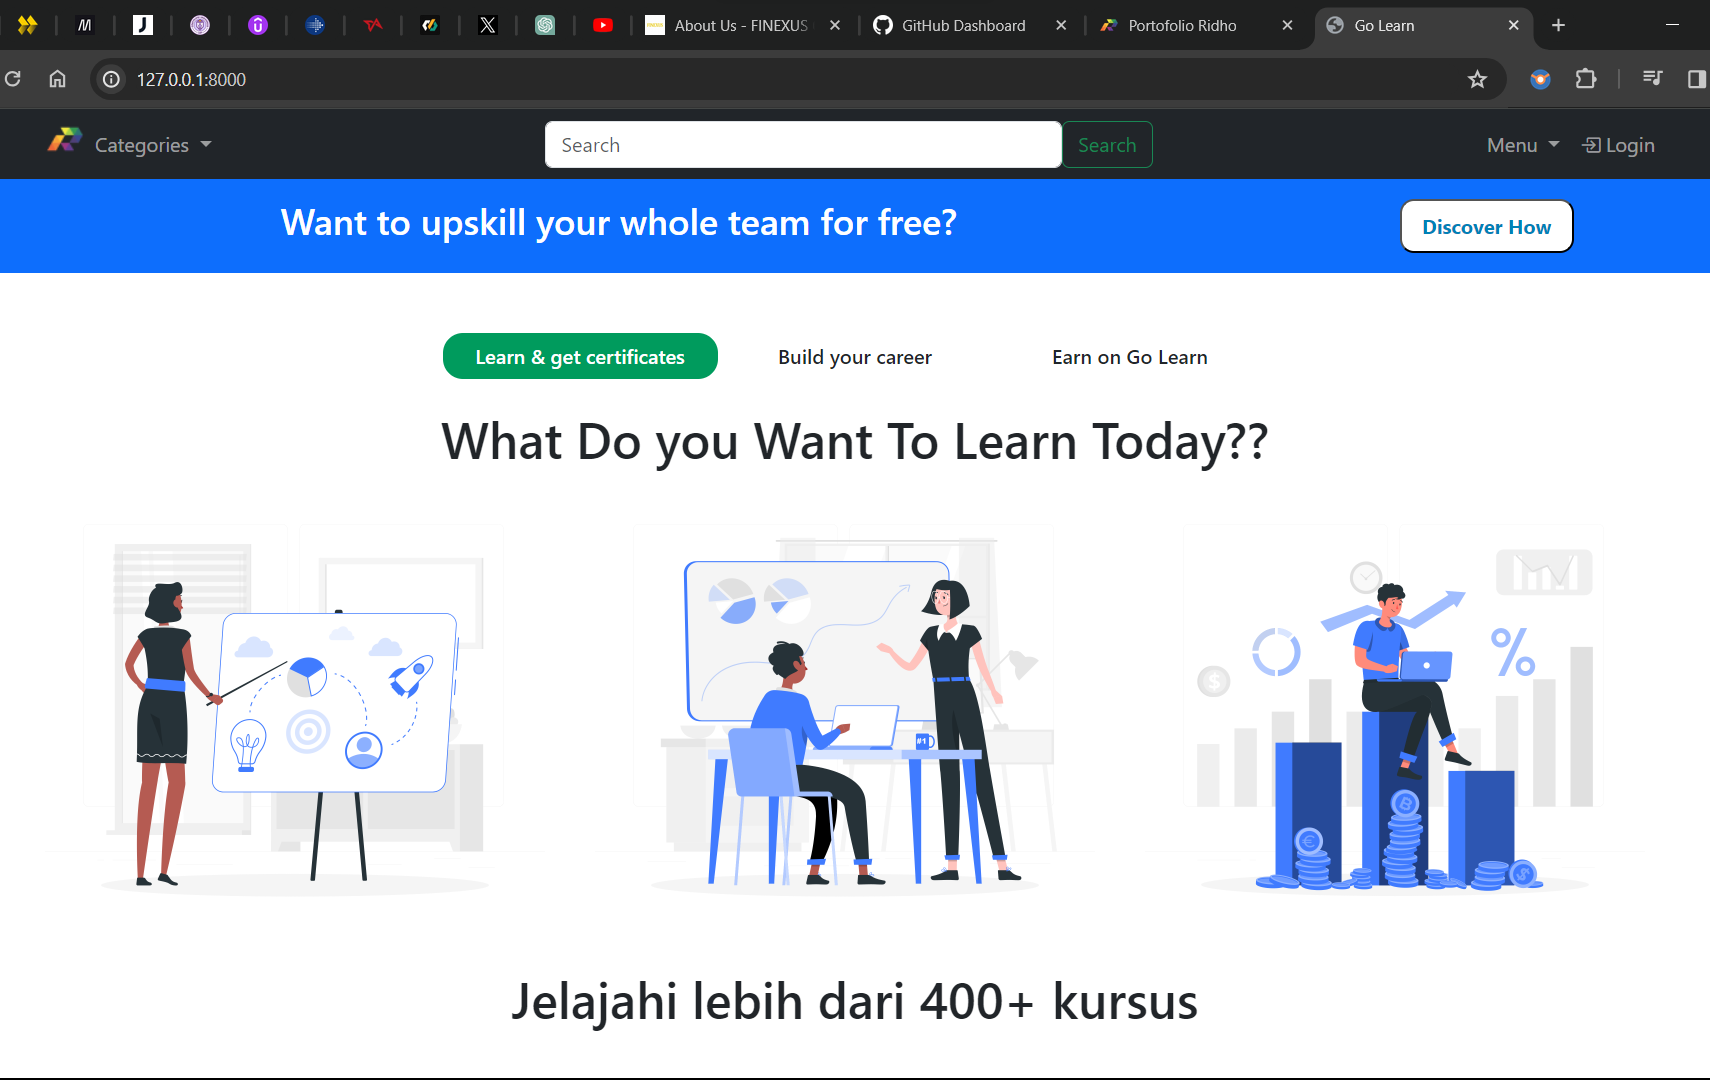 About Us - FINEXUS
GitHub Dashboard
Portofolio Ridho
Go Learn
127.0.0.1:8000
Categories
Search
Search
Menu
Login
Want to upskill your whole team for free?
Discover How
Learn & get certificates
Build your career
Earn on Go Learn
What Do you Want To Learn Today??
#1
$
%
€
B
$
Jelajahi lebih dari 400+ kursus